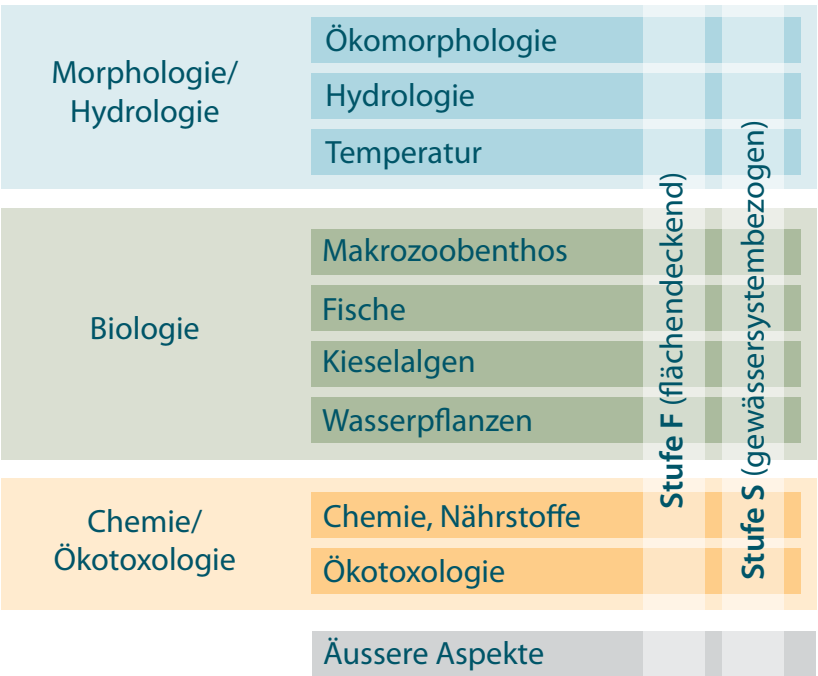 Morphologie/
Hydrologie
Ökomorphologie
Hydrologie
Temperatur
Biologie
Makrozoobenthos
Fische
Kieselalgen
Wasserpflanzen
Chemie/
Ökotoxologie
Chemie, Nährstoffe
Ökotoxologie
Äussere Aspekte
Stufe F (flächendeckend)
Stufe S (gewässersystembezogen)